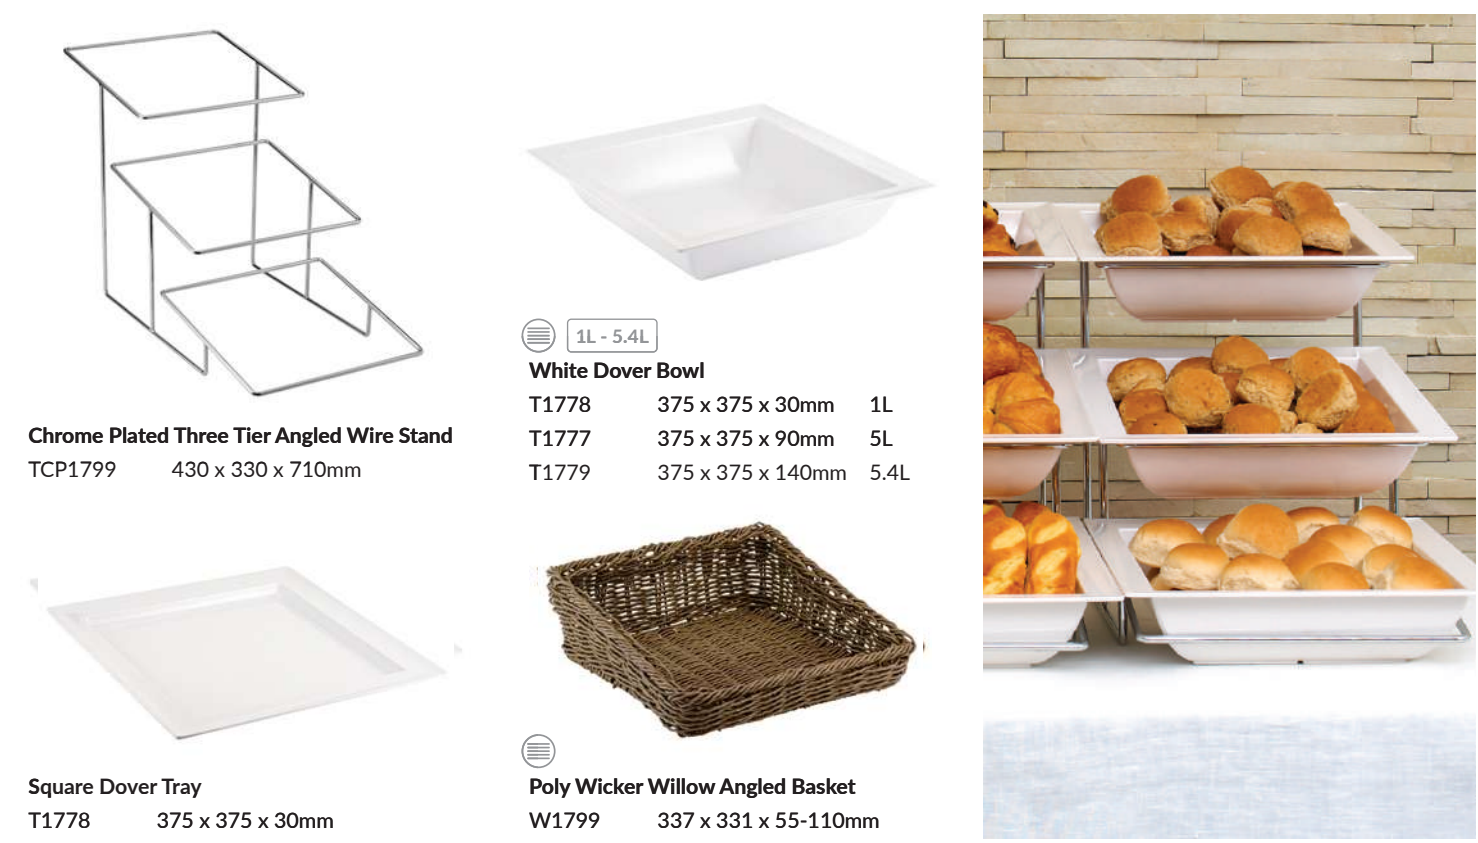 Chrome Plated Three Tier Angled Wire Stand
TCP1799 430 x 330 x 710mm
1L - 5.4L
White Dover Bowl
T1778 375 x 375 x 30mm 1L
T1777 375 x 375 x 90mm 5L
T1779 375 x 375 x 140mm 5.4L
Square Dover Tray
T1778 375 x 375 x 30mm
Poly Wicker Willow Angled Basket
W1799 337 x 331 x 55-110mm